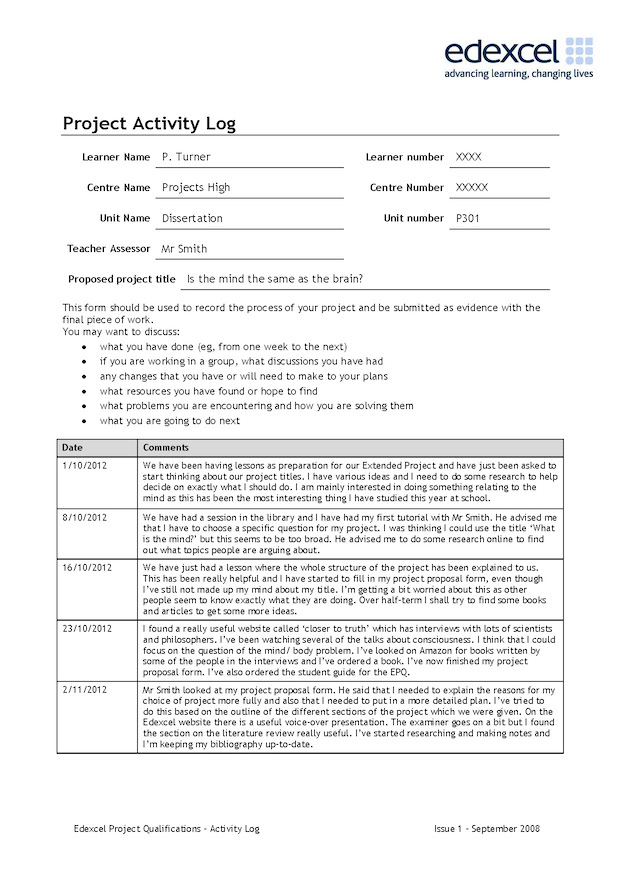 edexcel
advancing learning, changing lives
Project Activity Log
Learner Name P. Turner Learner number XXXX
Centre Name Projects High Centre Number XXXXX
Unit Name Dissertation Unit number P301
Teacher Assessor Mr Smith
Proposed project title Is the mind the same as the brain?
This form should be used to record the process of your project and be submitted as evidence with the
final piece of work.
You may want to discuss:
• what you have done (eg, from one week to the next)
• if you are working in a group, what discussions you have had
• any changes that you have or will need to make to your plans
• what resources you have found or hope to find
• what problems you are encountering and how you are solving them
• what you are going to do next
Date Comments
1/10/2012 We have been having lessons as preparation for our Extended Project and have just been asked to
start thinking about our project titles. I have various ideas and I need to do some research to help
decide on exactly what I should do. I am mainly interested in doing something relating to the
mind as this has been the most interesting thing I have studied this year at school.
8/10/2012 We have had a session in the library and I have had my first tutorial with Mr Smith. He advised me
that I have to choose a specific question for my project. I was thinking I could use the title ‘What
is the mind?’ but this seems to be too broad. He advised me to do some research online to find
out what topics people are arguing about.
16/10/2012 We have just had a lesson where the whole structure of the project has been explained to us.
This has been really helpful and I have started to fill in my project proposal form, even though
I’ve still not made up my mind about my title. I’m getting a bit worried about this as other
people seem to know exactly what they are doing. Over half-term I shall try to find some books
and articles to get some more ideas.
23/10/2012 I found a really useful website called ‘closer to truth’ which has interviews with lots of scientists
and philosophers. I’ve been watching several of the talks about consciousness. I think that I could
focus on the question of the mind/ body problem. I’ve looked on Amazon for books written by
some of the people in the interviews and I’ve ordered a book. I’ve now finished my project
proposal form. I’ve also ordered the student guide for the EPQ.
2/11/2012 Mr Smith looked at my project proposal form. He said that I needed to explain the reasons for my
choice of project more fully and also that I needed to put in a more detailed plan. I’ve tried to
do this based on the outline of the different sections of the project which we were given. On the
Edexcel website there is a useful voice-over presentation. The examiner goes on a bit but I found
the section on the literature review really useful. I’ve started researching and making notes and
I’m keeping my bibliography up-to-date.
Edexcel Project Qualifications – Activity Log Issue 1 – September 2008